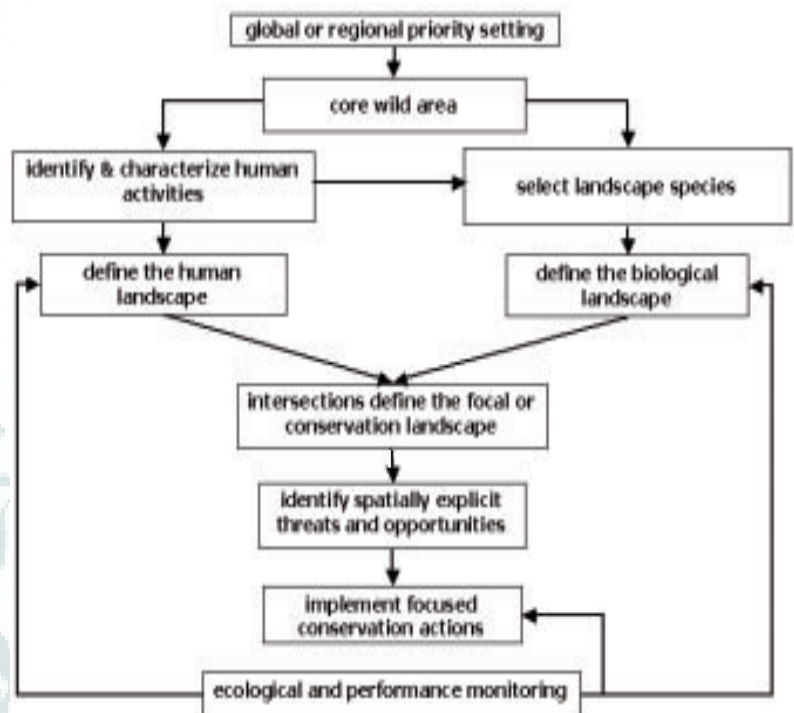 global or regional priority setting
core wild area
identify & characterize human
activities
select landscape species
define the human
landscape
define the biological
landscape
intersections define the focal or
conservation landscape
identify spatially explicit
threats and opportunities
implement focused
conservation actions
ecological and performance monitoring